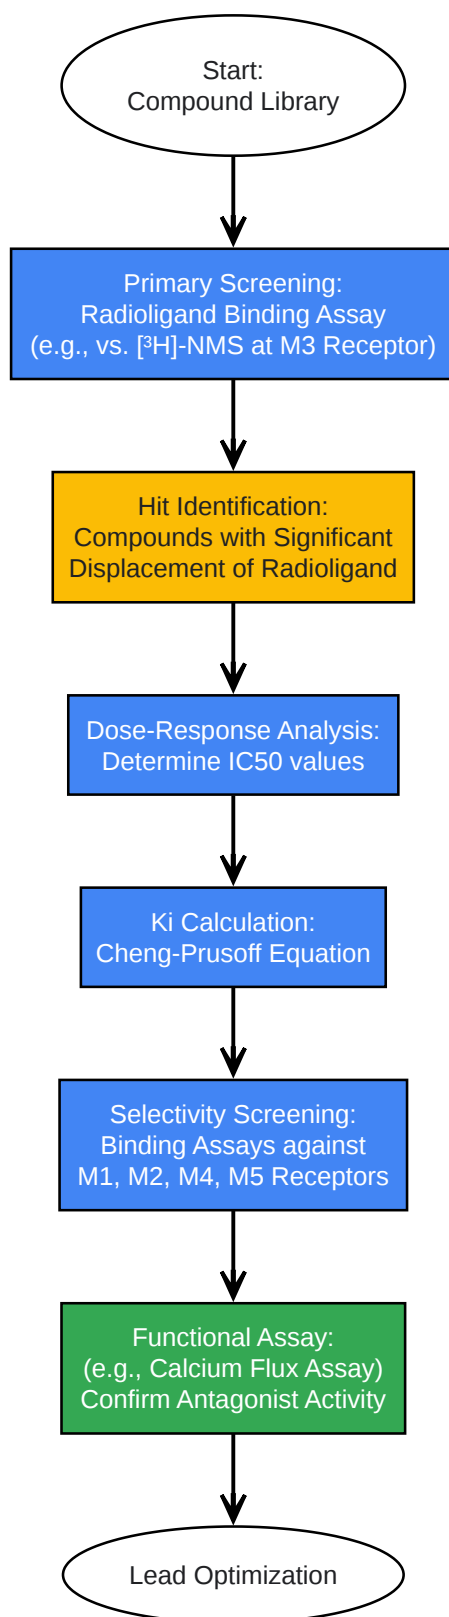 Start:
Compound Library
Primary Screening:
Radioligand Binding Assay
(e.g., vs. [³H]-NMS at M3 Receptor)
Hit Identification:
Compounds with Significant
Displacement of Radioligand
Dose-Response Analysis:
Determine IC50 values
Ki Calculation:
Cheng-Prusoff Equation
Selectivity Screening:
Binding Assays against
M1, M2, M4, M5 Receptors
Functional Assay:
(e.g., Calcium Flux Assay)
Confirm Antagonist Activity
Lead Optimization